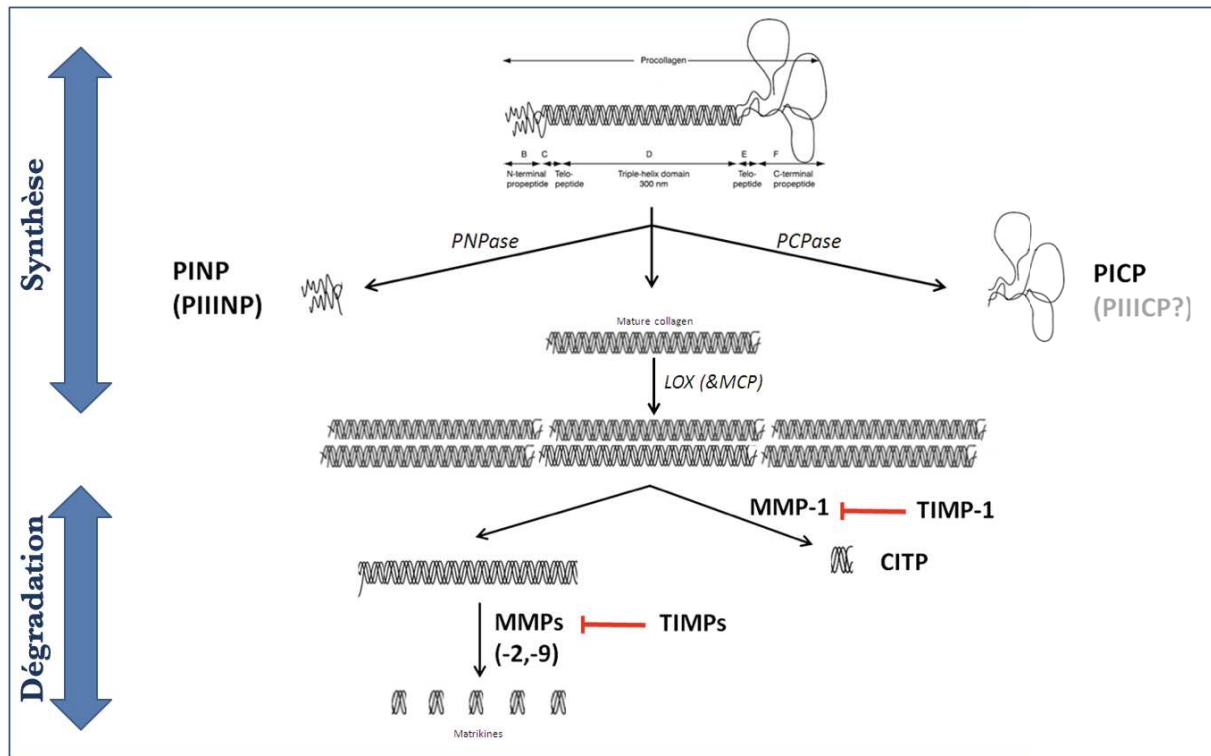 Synthèse
Procollagen
B C D E F
N-terminal propeptide
Telo-peptide
Triple-helix domain
300 nm
Telo-peptide
C-terminal propeptide
PNPase
PCPase
PINP
(PIIINP)
PICP
(PIIICP?)
Mature collagen
LOX (&MCP)
Dégradation
MMP-1
TIMP-1
CITP
MMPs
(-2,-9)
TIMPs
Matrikines